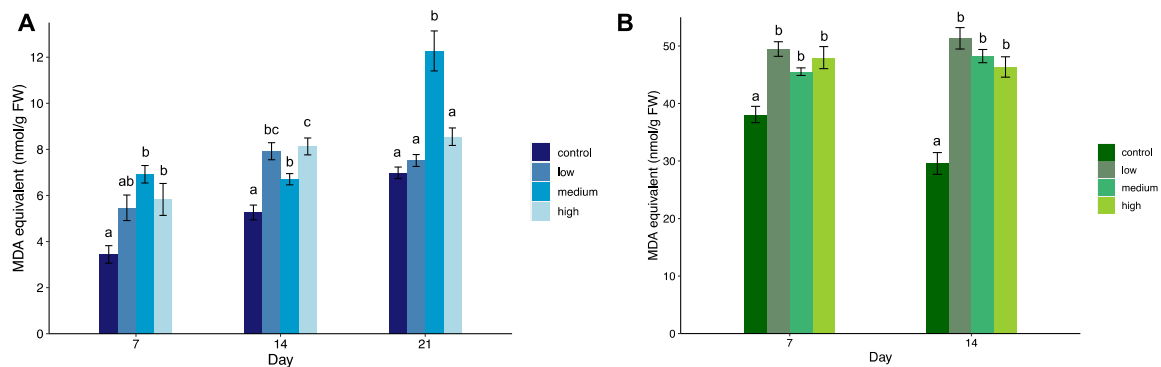 A
MDA equivalent (nmol/g FW)
12
10
8
6
4
2
0
a
ab
b
b
a
bc
b
c
a
a
b
a
7
14
21
Day
control
low
medium
high
B
MDA equivalent (nmol/g FW)
50
40
30
20
10
0
a
b
b
b
a
b
b
b
7
14
Day
control
low
medium
high